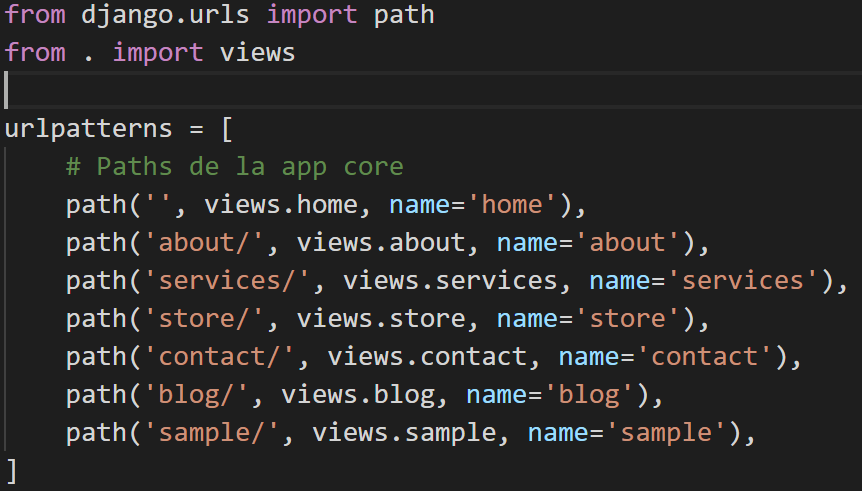 from django.urls import path
from . import views
urlpatterns = [
    # Paths de la app core
    path('', views.home, name='home'),
    path('about/', views.about, name='about'),
    path('services/', views.services, name='services'),
    path('store/', views.store, name='store'),
    path('contact/', views.contact, name='contact'),
    path('blog/', views.blog, name='blog'),
    path('sample/', views.sample, name='sample'),
]